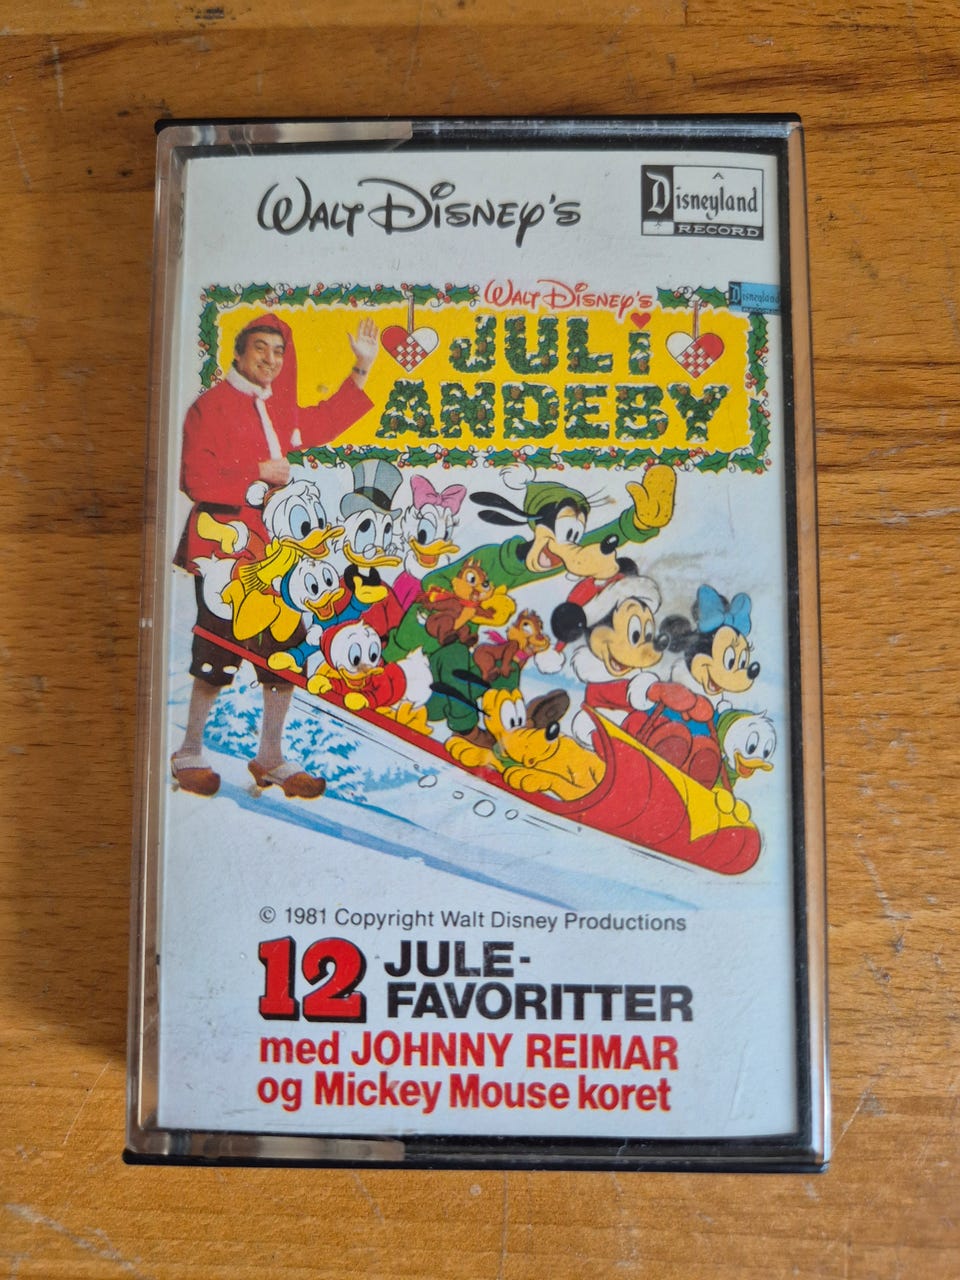 WALT DISNEY'S
Disneyland
RECORD
WALT DISNEY'S
Disneyland
RECORD
JUL i
ANDEBY
© 1981 Copyright Walt Disney Productions
12 JULE-
FAVORITTER
med JOHNNY REIMAR
og Mickey Mouse koret